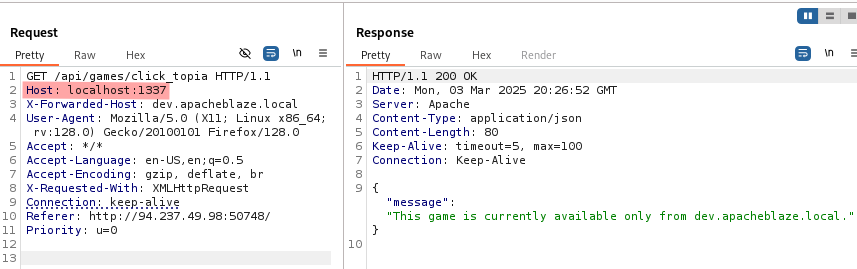 Request
Pretty Raw Hex
\n
1 GET /api/games/click_topia HTTP/1.1
2 Host: localhost:1337
3 X-Forwarded-Host: dev.apacheblaze.local
4 User-Agent: Mozilla/5.0 (X11; Linux x86_64;
rv:128.0) Gecko/20100101 Firefox/128.0
5 Accept: */*
6 Accept-Language: en-US,en;q=0.5
7 Accept-Encoding: gzip, deflate, br
8 X-Requested-With: XMLHttpRequest
9 Connection: keep-alive
10 Referer: http://94.237.49.98:50748/
11 Priority: u=0
12
13
Response
Pretty Raw Hex Render
\n
1 HTTP/1.1 200 OK
2 Date: Mon, 03 Mar 2025 20:26:52 GMT
3 Server: Apache
4 Content-Type: application/json
5 Content-Length: 80
6 Keep-Alive: timeout=5, max=100
7 Connection: Keep-Alive
8
9 {
"message":
"This game is currently available only from dev.apacheblaze.local."
}
10